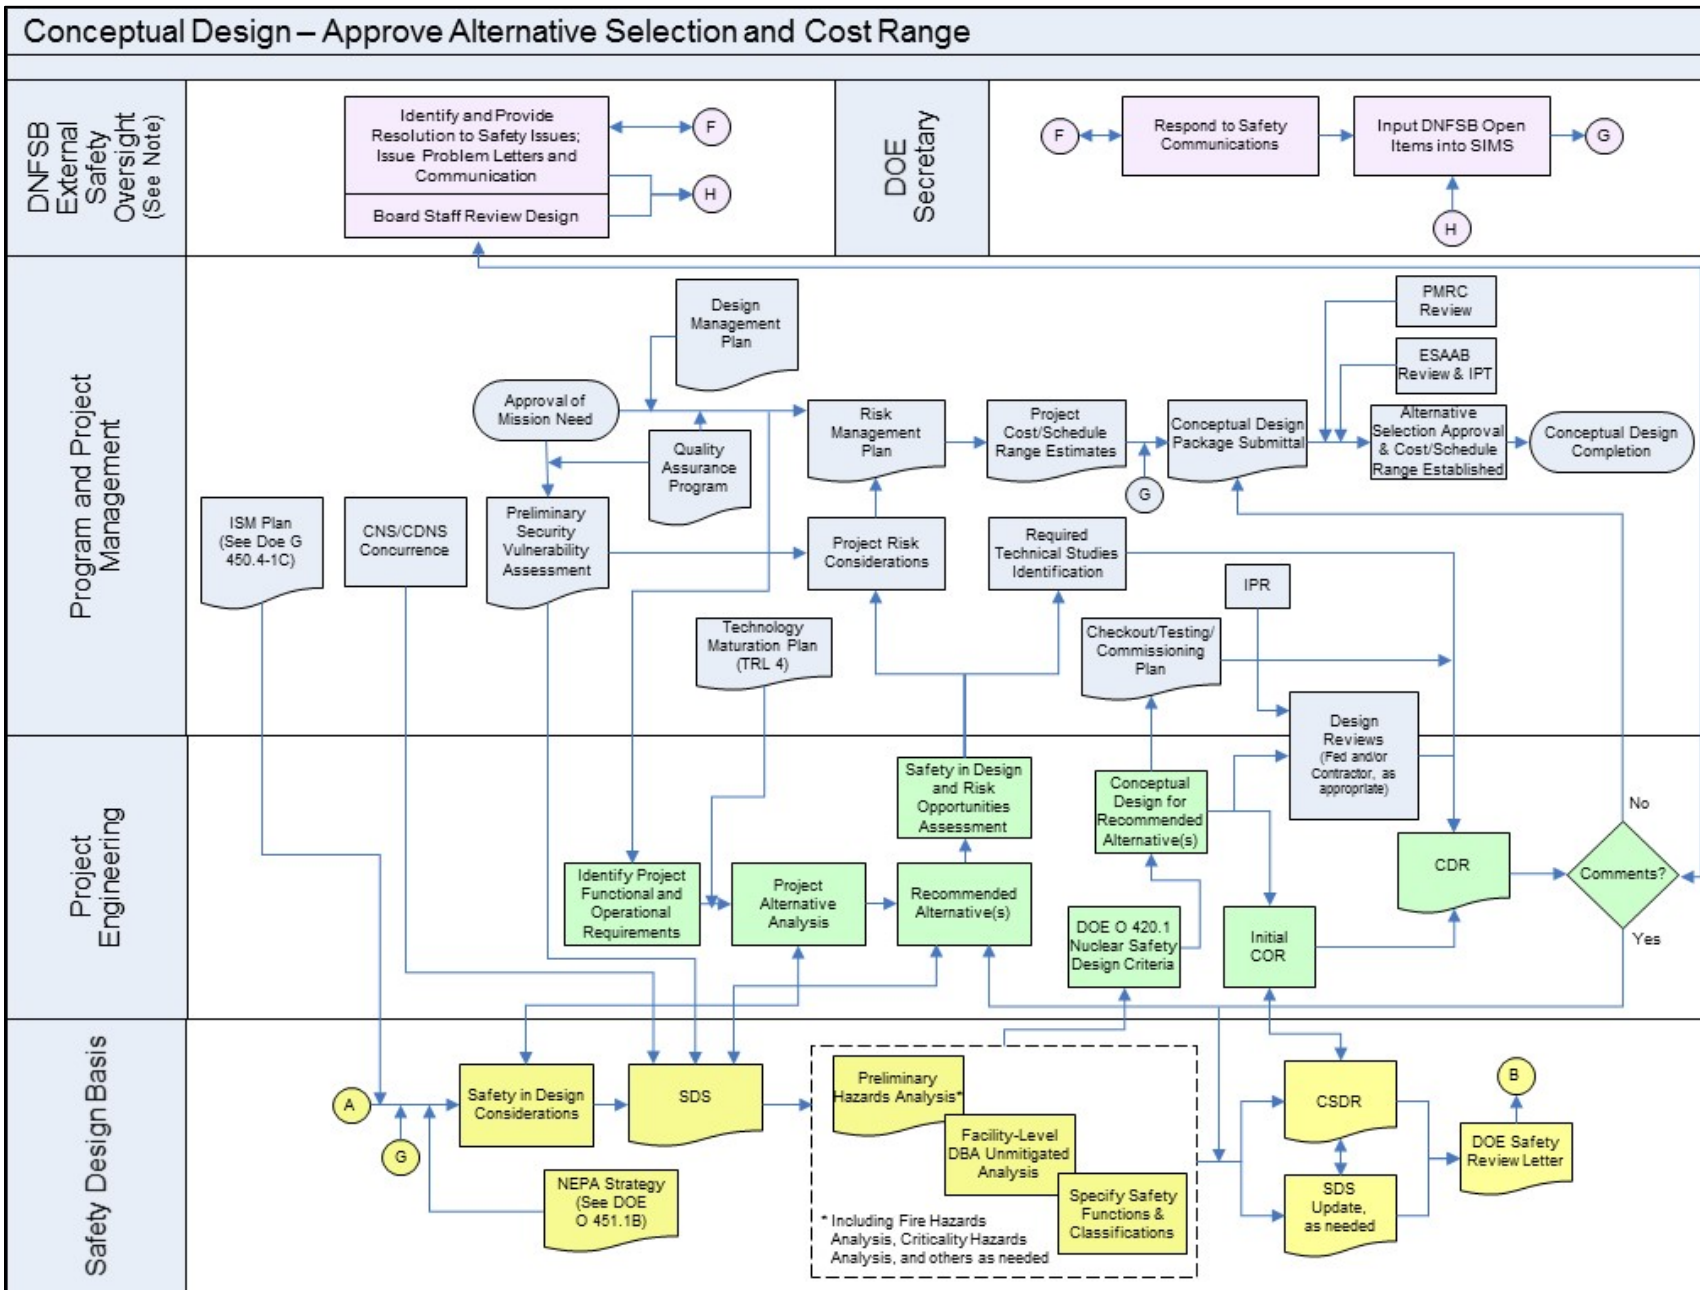 Conceptual Design – Approve Alternative Selection and Cost Range
DNFSB
External
Safety
Oversight
(See Note)
Identify and Provide
Resolution to Safety Issues;
Issue Problem Letters and
Communication
Board Staff Review Design
F
H
DOE
Secretary
F
Respond to Safety
Communications
Input DNFSB Open
Items into SIMS
G
H
Program and Project
Management
Design
Management
Plan
PMRC
Review
ESAAB
Review & IPT
Approval of
Mission Need
Quality
Assurance
Program
Risk
Management
Plan
Project
Cost/Schedule
Range Estimates
G
Conceptual Design
Package Submittal
Alternative
Selection Approval
& Cost/Schedule
Range Established
Conceptual Design
Completion
ISM Plan
(See Doe G
450.4-1C)
CNS/CDNS
Concurrence
Preliminary
Security
Vulnerability
Assessment
Project Risk
Considerations
Required
Technical Studies
Identification
IPR
Technology
Maturation Plan
(TRL 4)
Checkout/Testing/
Commissioning
Plan
Design
Reviews
(Fed and/or
Contractor, as
appropriate)
Project
Engineering
Safety in Design
and Risk
Opportunities
Assessment
Conceptual
Design for
Recommended
Alternative(s)
No
Identify Project
Functional and
Operational
Requirements
Project
Alternative
Analysis
Recommended
Alternative(s)
DOE O 420.1
Nuclear Safety
Design Criteria
Initial
COR
CDR
Comments?
Yes
Safety Design Basis
A
G
Safety in Design
Considerations
SDS
NEPA Strategy
(See DOE
O 451.1B)
Preliminary
Hazards Analysis*
Facility-Level
DBA Unmitigated
Analysis
Specify Safety
Functions &
Classifications
* Including Fire Hazards
Analysis, Criticality Hazards
Analysis, and others as needed
CSDR
SDS
Update,
as needed
B
DOE Safety
Review Letter